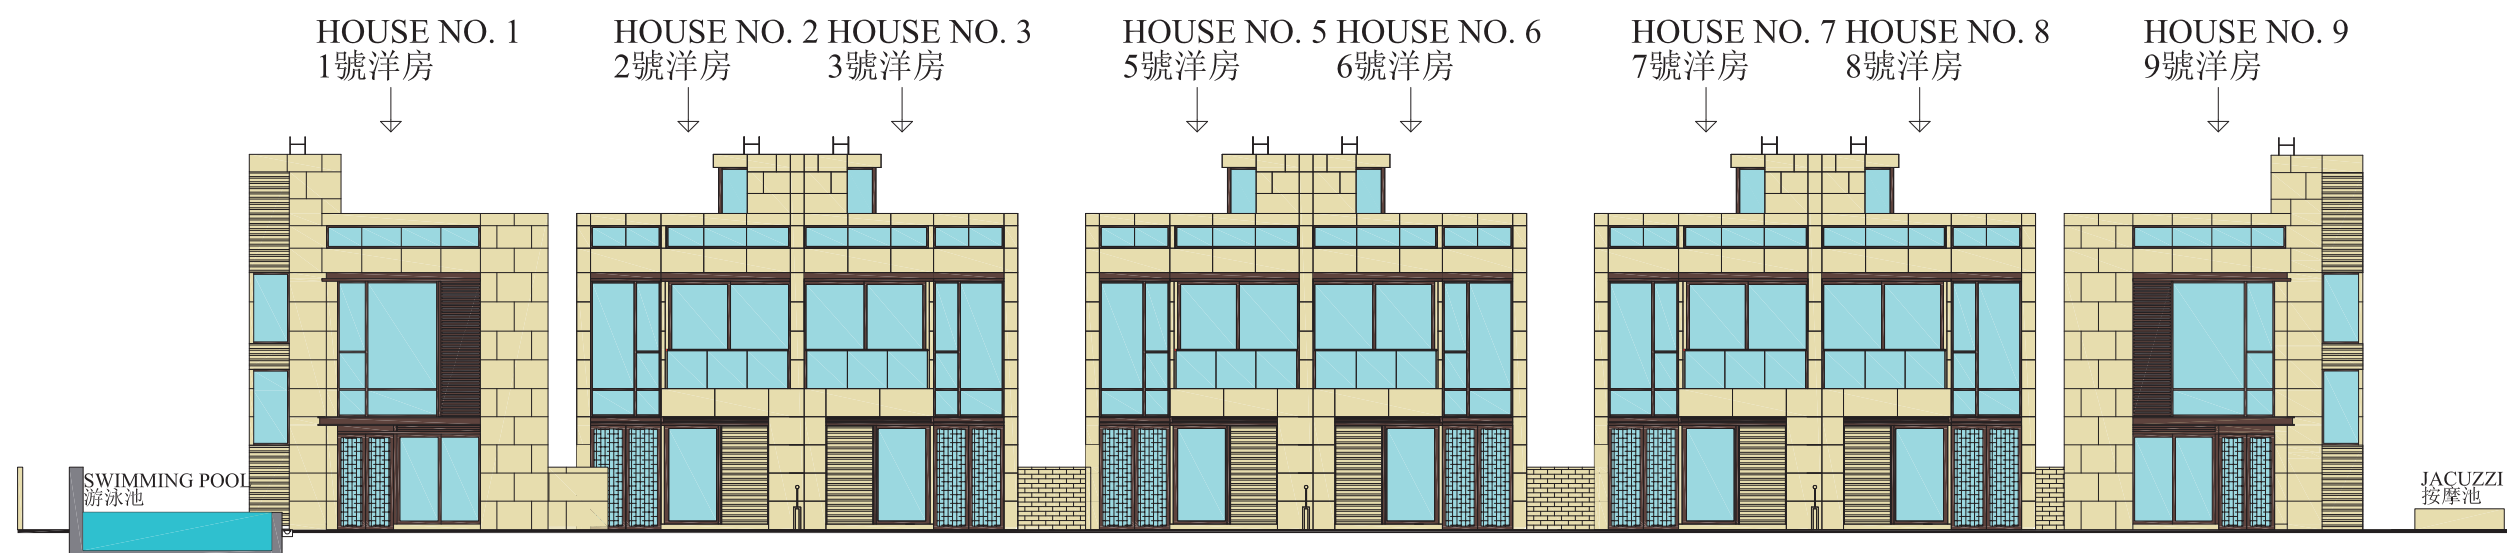 HOUSE NO. 1
1號洋房
HOUSE NO. 2
2號洋房
HOUSE NO. 3
3號洋房
HOUSE NO. 5
5號洋房
HOUSE NO. 6
6號洋房
HOUSE NO. 7
7號洋房
HOUSE NO. 8
8號洋房
HOUSE NO. 9
9號洋房
SWIMMING POOL
游泳池
JACUZZI
按摩池